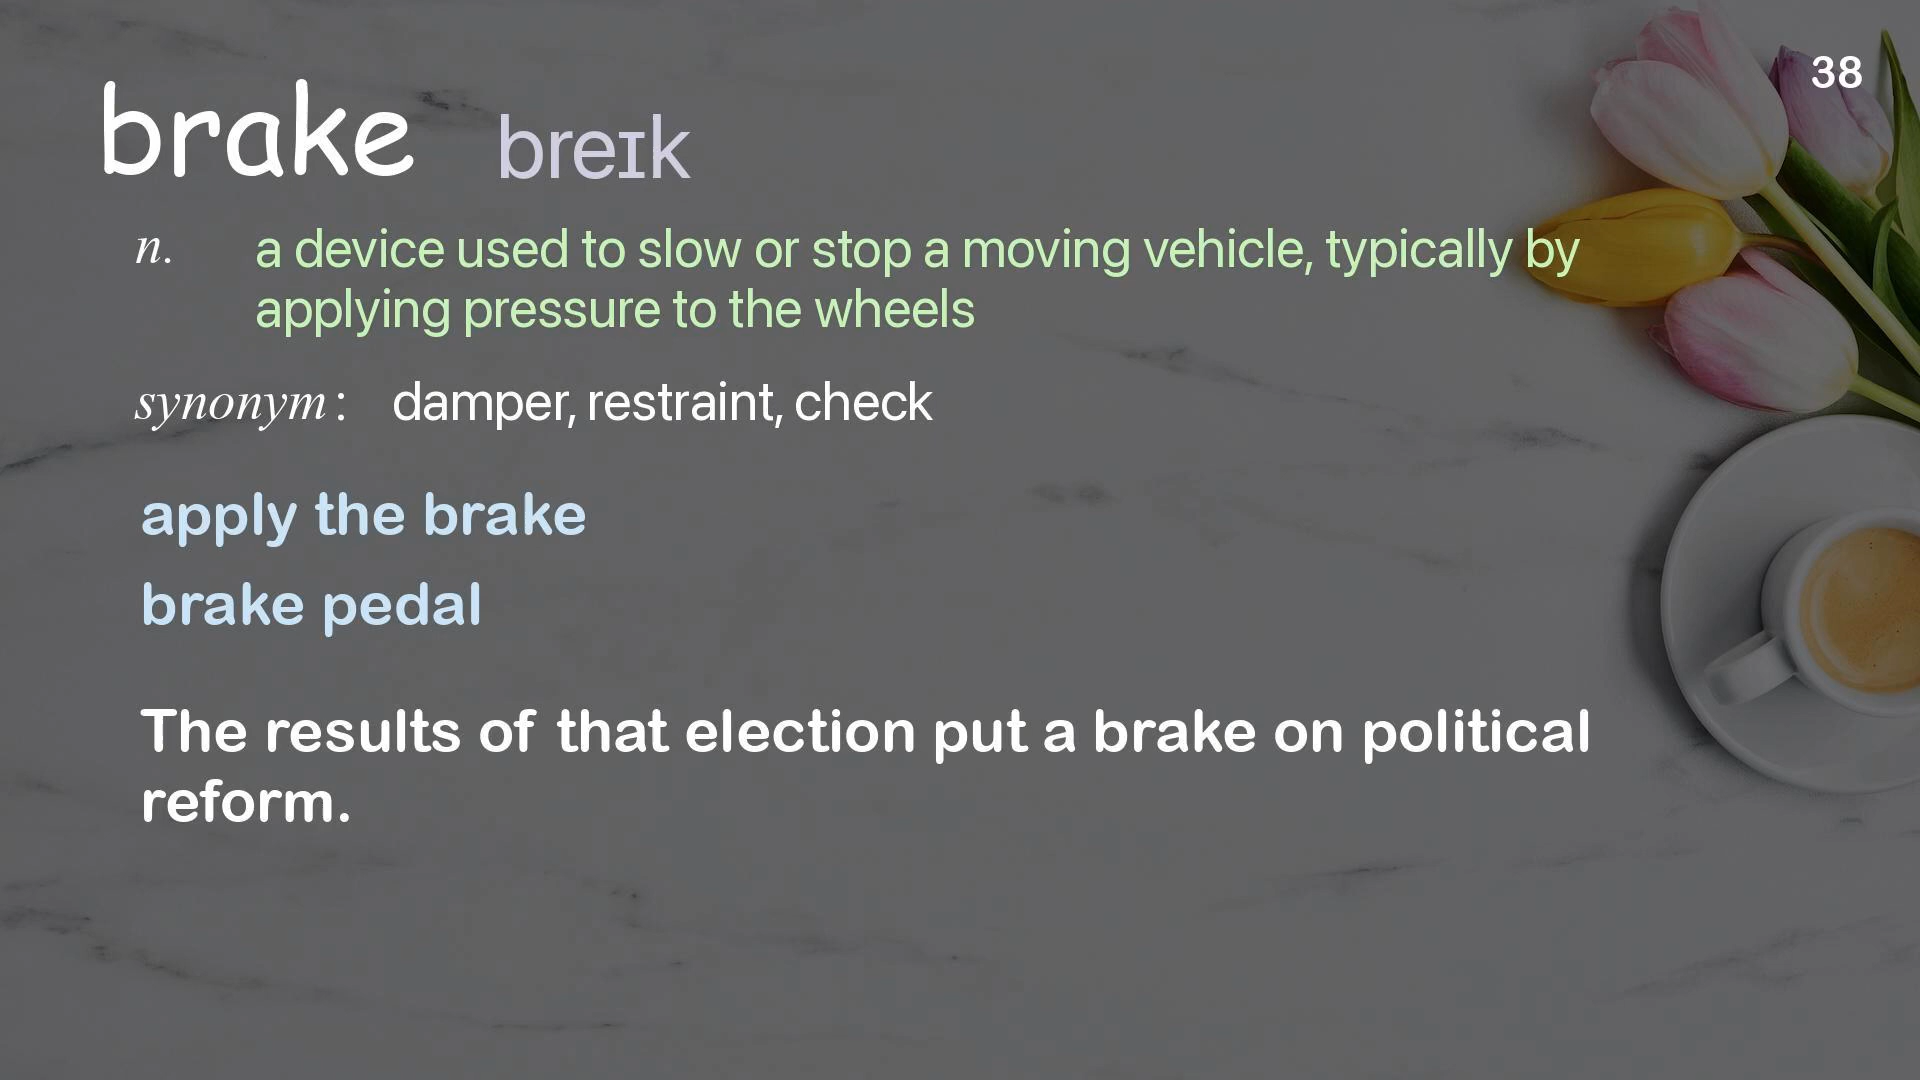 38
brake breɪk
n. a device used to slow or stop a moving vehicle, typically by
applying pressure to the wheels
synonym: damper, restraint, check
apply the brake
brake pedal
The results of that election put a brake on political
reform.